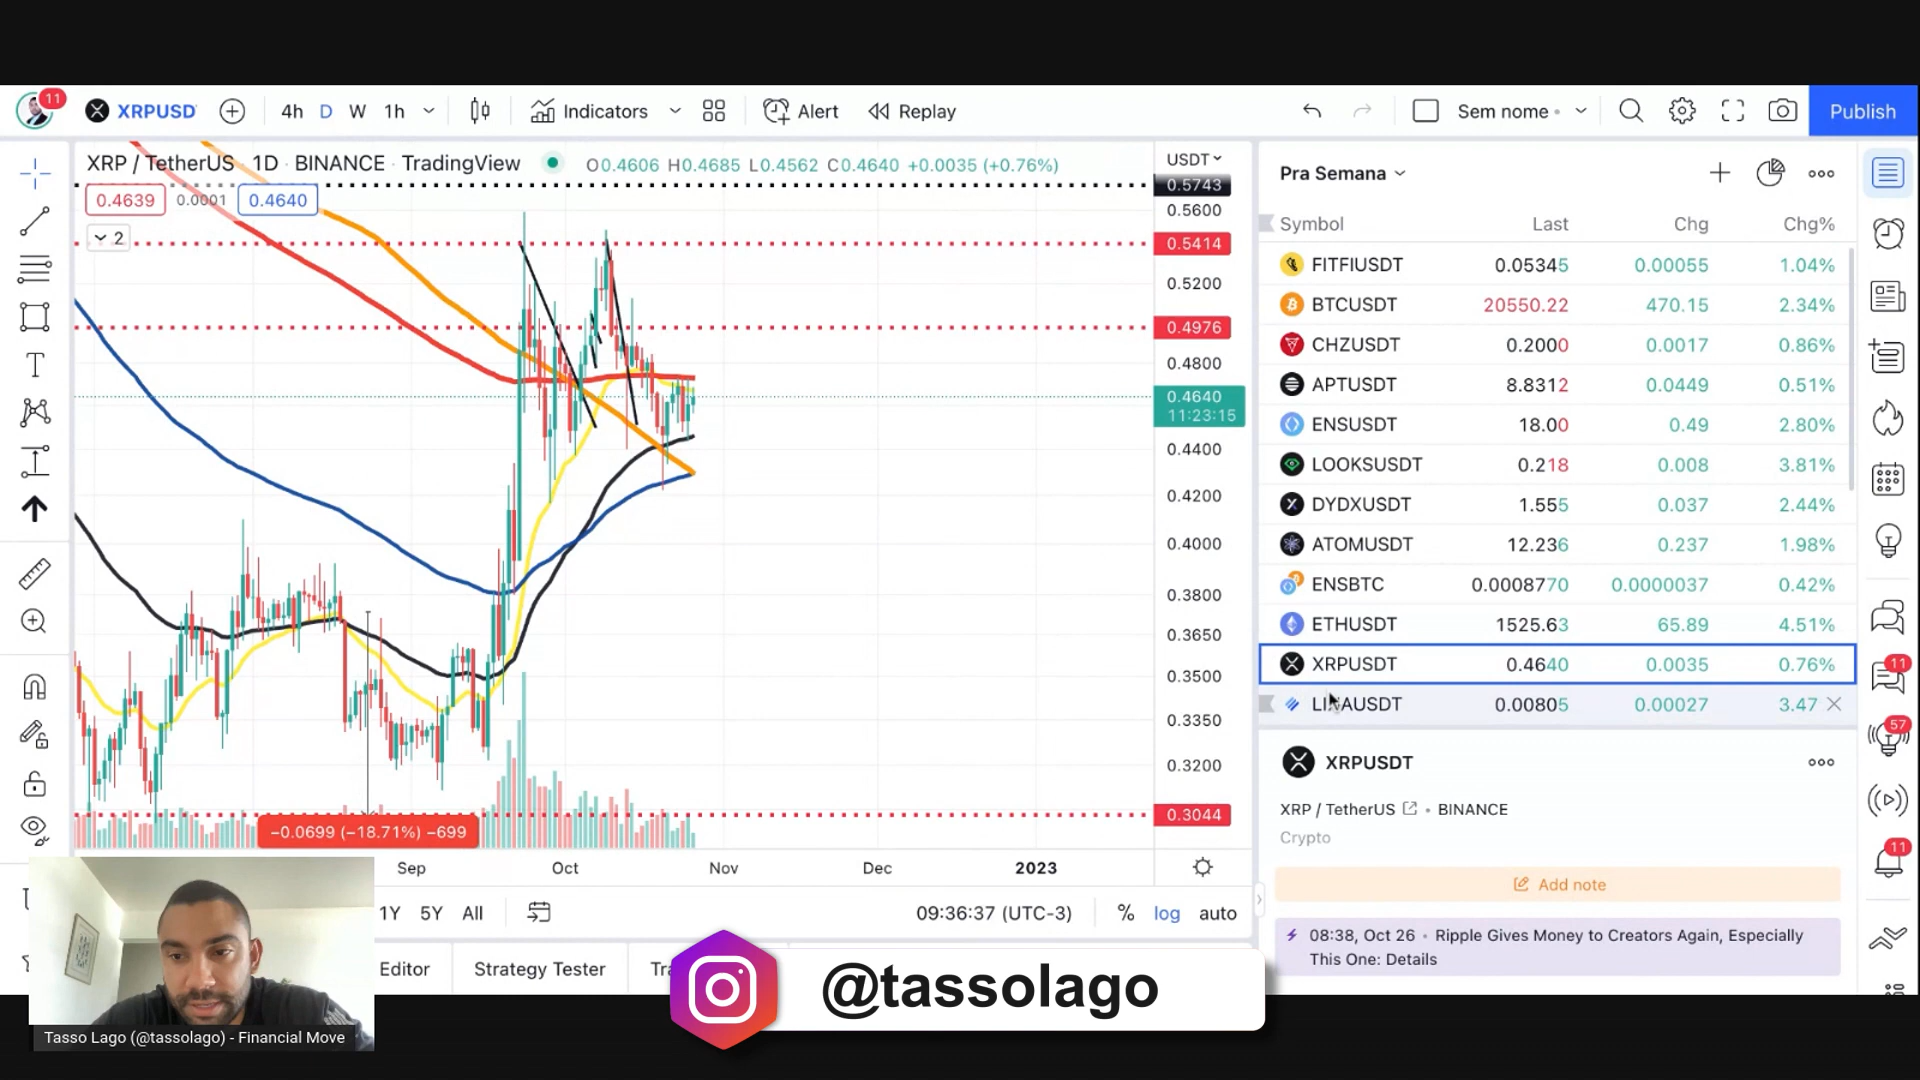 11
XRPUSD
4h D W 1h
Indicators
Alert
Replay
Sem nome
Publish
XRP / TetherUS · 1D · BINANCE · TradingView
O0.4606 H0.4685 L0.4562 C0.4640 +0.0035 (+0.76%)
0.4639 0.0001 0.4640
2
USDT
0.5743
0.5600
0.5414
0.5200
0.4976
0.4800
0.4640
11:23:15
0.4400
0.4200
0.4000
0.3800
0.3650
0.3500
0.3350
0.3200
0.3044
−0.0699 (−18.71%) −699
Sep Oct Nov Dec 2023
1Y 5Y All
09:36:37 (UTC-3)
% log auto
Editor
Strategy Tester
Pra Semana
Symbol Last Chg Chg%
FITFIUSDT 0.05345 0.00055 1.04%
BTCUSDT 20550.22 470.15 2.34%
CHZUSDT 0.2000 0.0017 0.86%
APTUSDT 8.8312 0.0449 0.51%
ENSUSDT 18.00 0.49 2.80%
LOOKSUSDT 0.218 0.008 3.81%
DYDXUSDT 1.555 0.037 2.44%
ATOMUSDT 12.236 0.237 1.98%
ENSBTC 0.0008770 0.0000037 0.42%
ETHUSDT 1525.63 65.89 4.51%
XRPUSDT 0.4640 0.0035 0.76%
LINAUSDT 0.00805 0.00027 3.47
XRPUSDT
XRP / TetherUS • BINANCE
Crypto
Add note
08:38, Oct 26 • Ripple Gives Money to Creators Again, Especially
This One: Details
11
57
11
@tassolago
Tasso Lago (@tassolago) - Financial Move